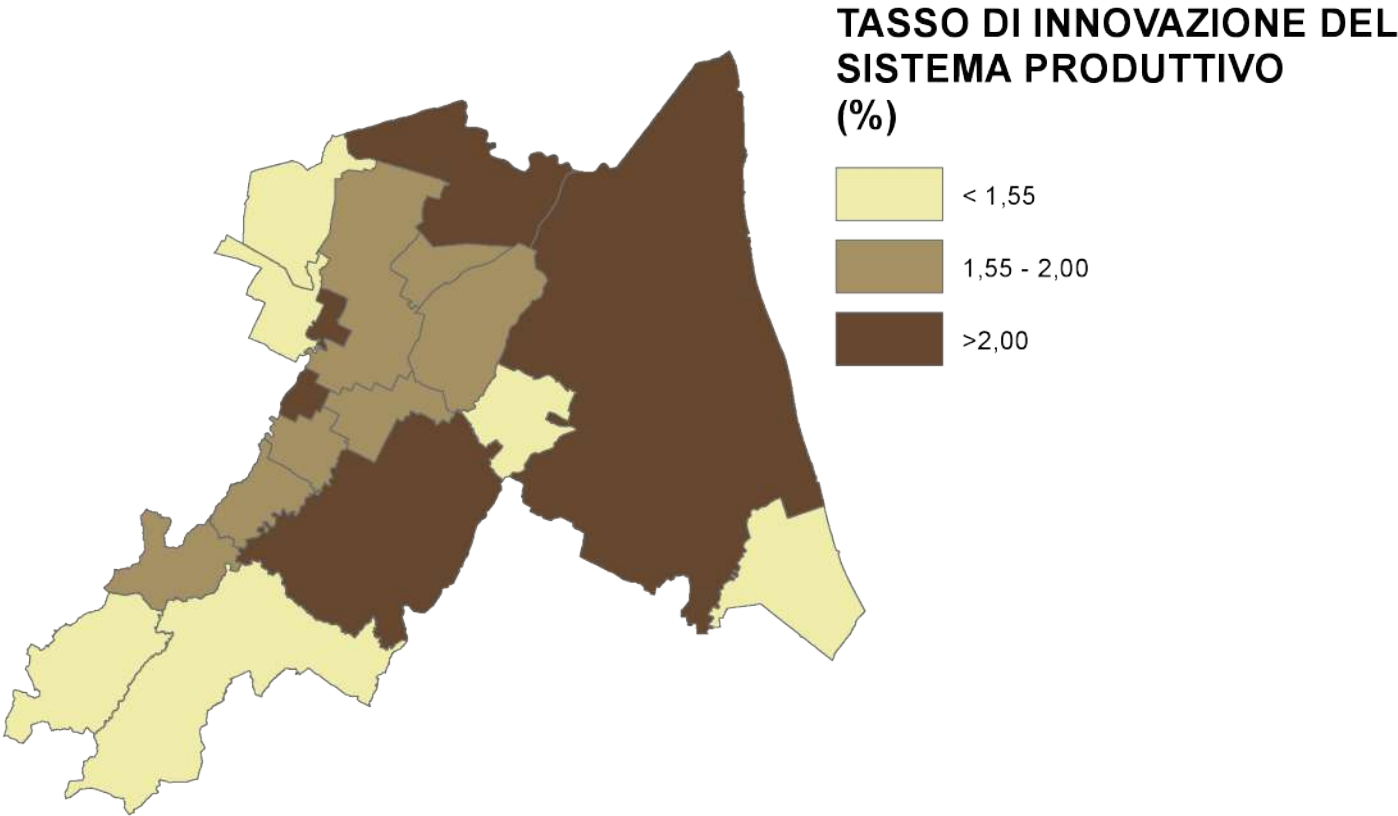 TASSO DI INNOVAZIONE DEL
SISTEMA PRODUTTIVO
(%)
< 1,55
1,55 - 2,00
>2,00